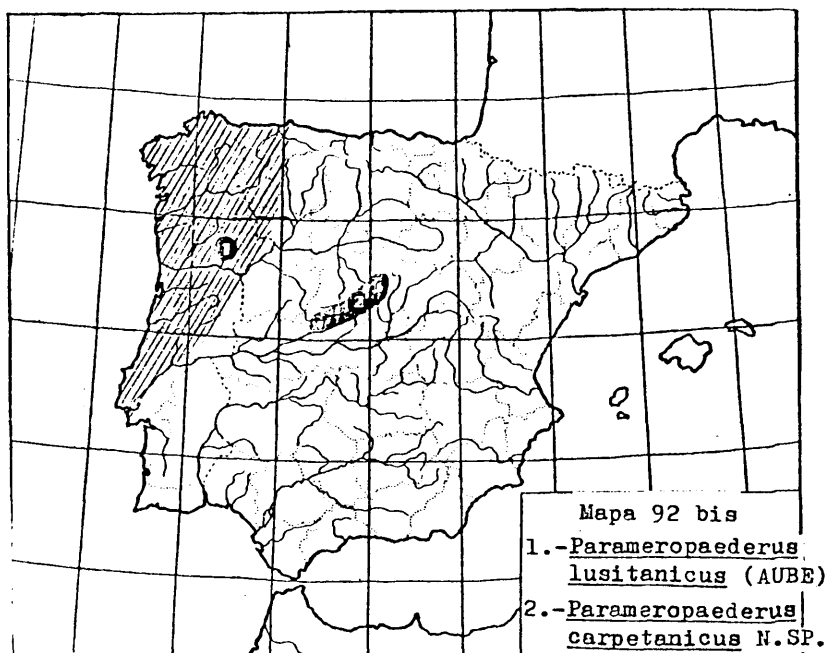 Mapa 92 bis
1.-Parameropaederus
lusitanicus (AUBE)
2.-Parameropaederus
carpetanicus N.SP.